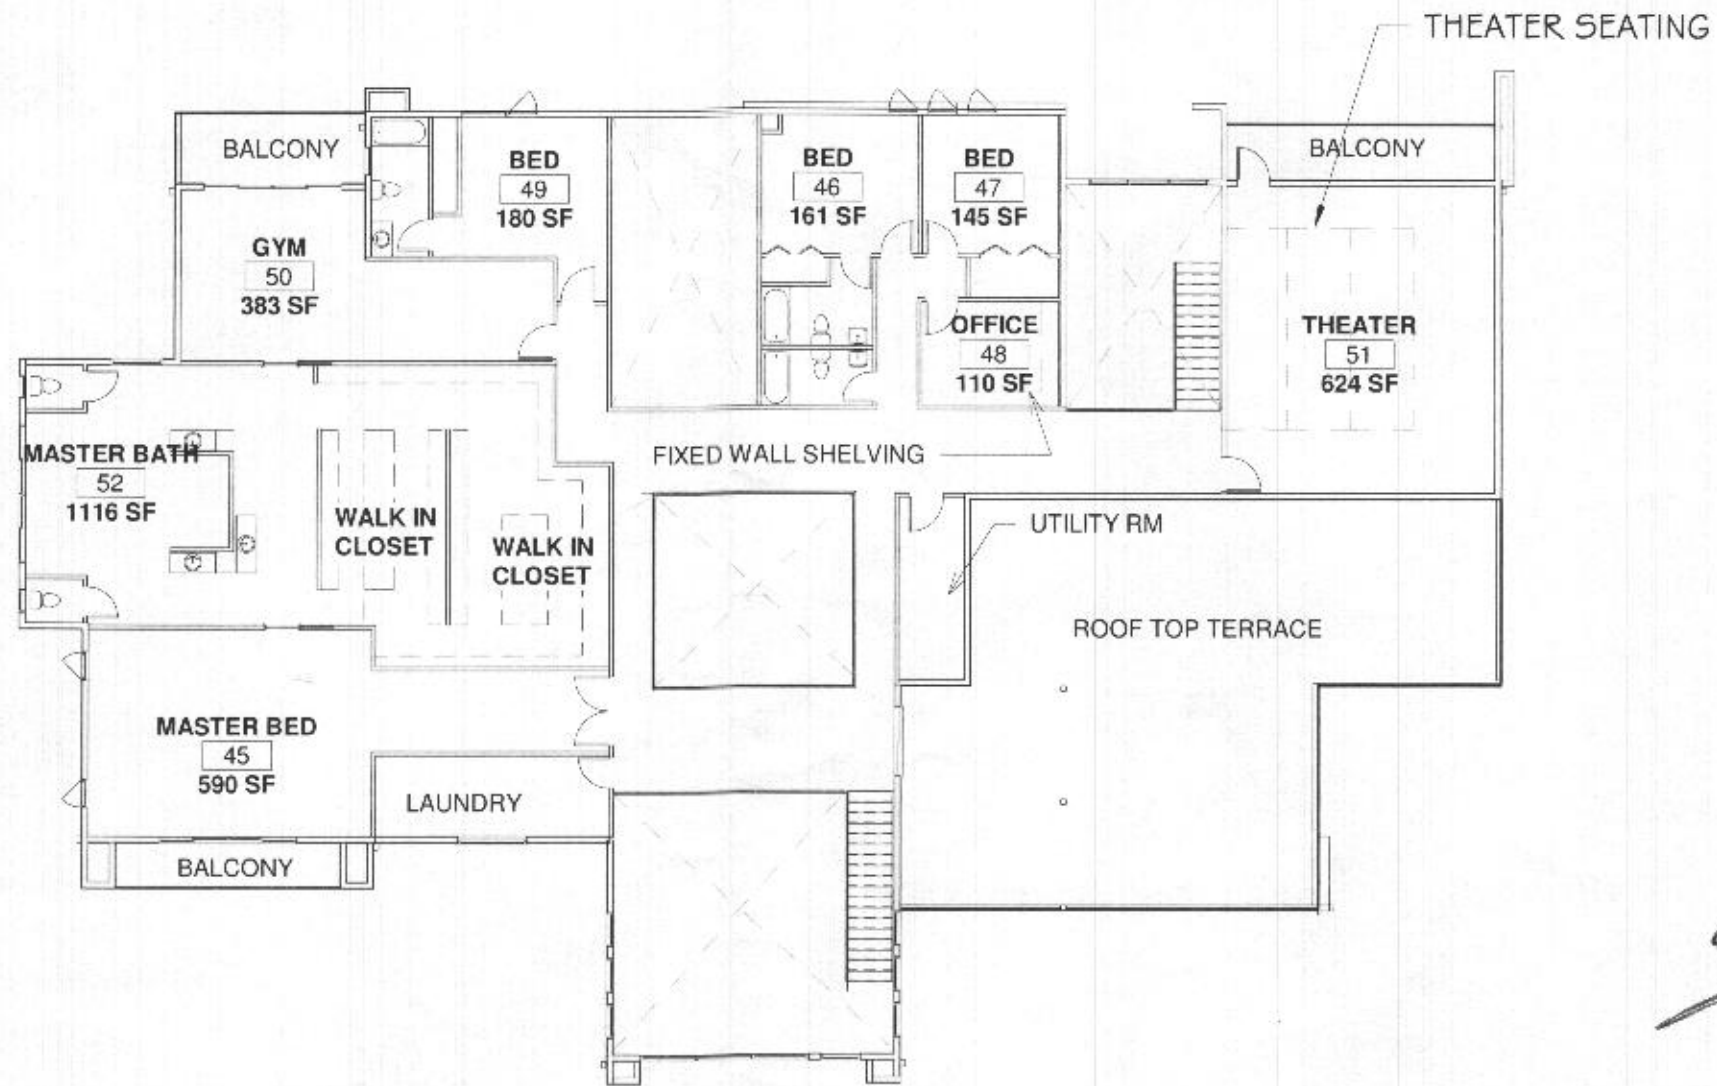 THEATER SEATING
BALCONY
BED
49
180 SF
BED
46
161 SF
BED
47
145 SF
BALCONY
GYM
50
383 SF
OFFICE
48
110 SF
THEATER
51
624 SF
MASTER BATH
52
1116 SF
FIXED WALL SHELVING
WALK IN
CLOSET
WALK IN
CLOSET
UTILITY RM
ROOF TOP TERRACE
MASTER BED
45
590 SF
LAUNDRY
BALCONY